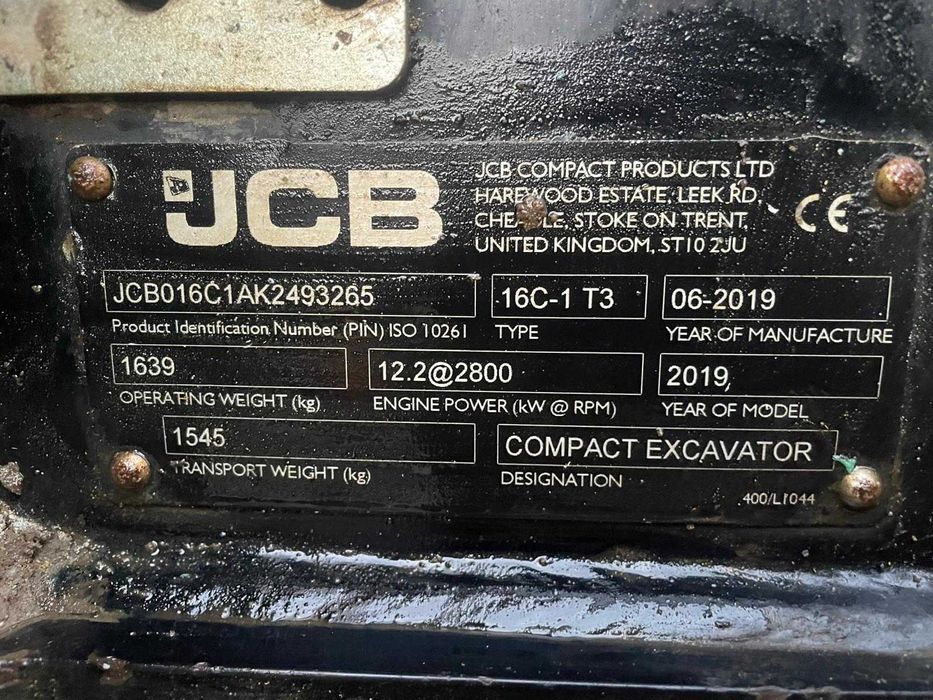 JCB
JCB COMPACT PRODUCTS LTD
HAREWOOD ESTATE, LEEK RD,
STOKE ON TRENT,
UNITED KINGDOM, ST10 2JU
CE
JCB016C1AK2493265
Product Identification Number (PIN) ISO 10261
16C-1 T3
TYPE
06-2019
YEAR OF MANUFACTURE
1639
OPERATING WEIGHT (kg)
12.2@2800
ENGINE POWER (kW @ RPM)
2019
YEAR OF MODEL
1545
TRANSPORT WEIGHT (kg)
COMPACT EXCAVATOR
DESIGNATION
400/L1044